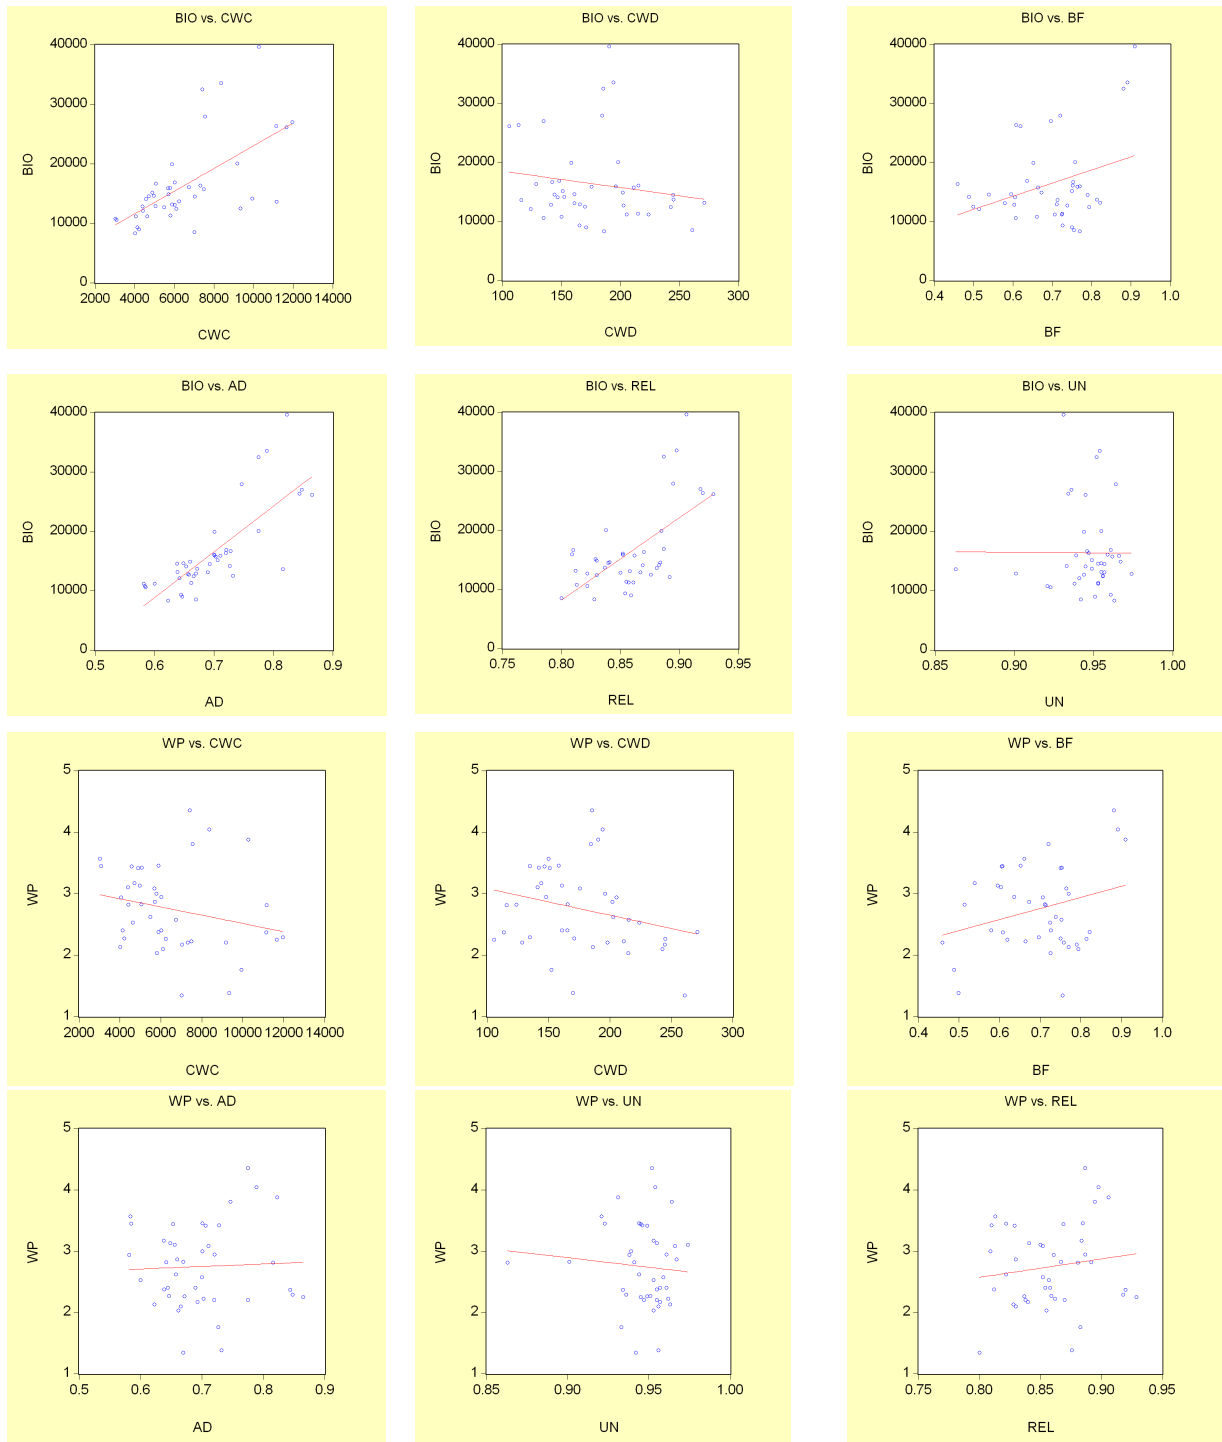 BIO vs. CWC
40000
30000
20000
10000
0
2000 4000 6000 8000 10000 12000 14000
BIO
CWC
BIO vs. CWD
40000
30000
20000
10000
0
100 150 200 250 300
BIO
CWD
BIO vs. BF
40000
30000
20000
10000
0
0.4 0.5 0.6 0.7 0.8 0.9 1.0
BIO
BF
BIO vs. AD
40000
30000
20000
10000
0
0.5 0.6 0.7 0.8 0.9
BIO
AD
BIO vs. REL
40000
30000
20000
10000
0
0.75 0.80 0.85 0.90 0.95
BIO
REL
BIO vs. UN
40000
30000
20000
10000
0
0.85 0.90 0.95 1.00
BIO
UN
WP vs. CWC
5
4
3
2
1
2000 4000 6000 8000 10000 12000 14000
WP
CWC
WP vs. CWD
5
4
3
2
1
100 150 200 250 300
WP
CWD
WP vs. BF
5
4
3
2
1
0.4 0.5 0.6 0.7 0.8 0.9 1.0
WP
BF
WP vs. AD
5
4
3
2
1
0.5 0.6 0.7 0.8 0.9
WP
AD
WP vs. UN
5
4
3
2
1
0.85 0.90 0.95 1.00
WP
UN
WP vs. REL
5
4
3
2
1
0.75 0.80 0.85 0.90 0.95
WP
REL